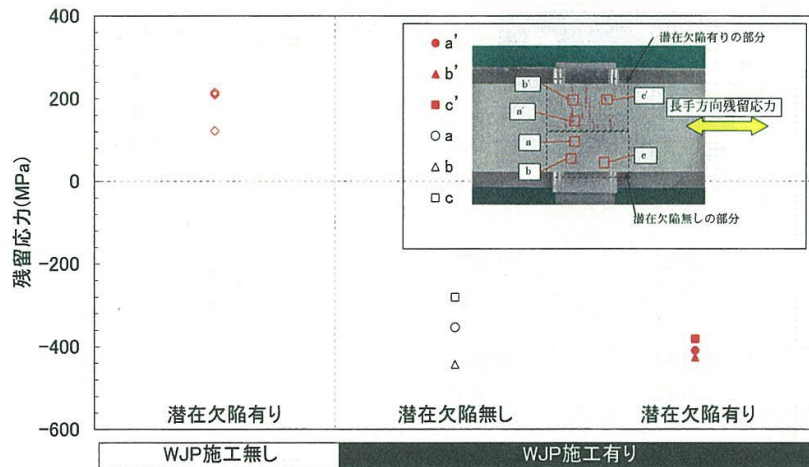 残留応力(MPa)
400
200
0
-200
-400
-600
a'
b'
c'
a
b
c
潜在欠陥有りの部分
b'
c'
a'
a
b
c
長手方向残留応力
潜在欠陥無しの部分
潜在欠陥有り
潜在欠陥無し
潜在欠陥有り
WJP施工無し
WJP施工有り